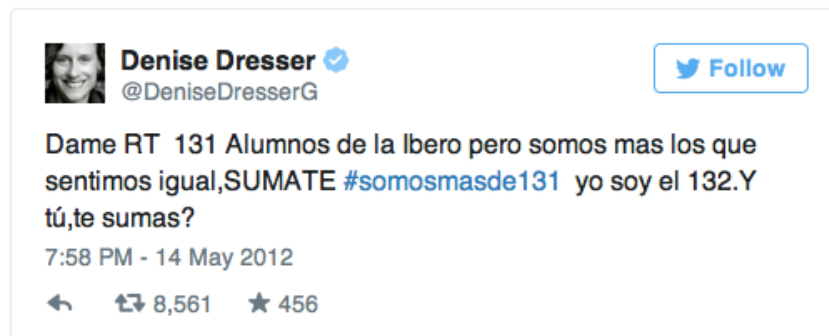 Denise Dresser
@DeniseDresserG
Follow
Dame RT 131 Alumnos de la Ibero pero somos mas los que
sentimos igual,SUMATE #somosmasde131 yo soy el 132.Y
tú,te sumas?
7:58 PM - 14 May 2012
8,561 456